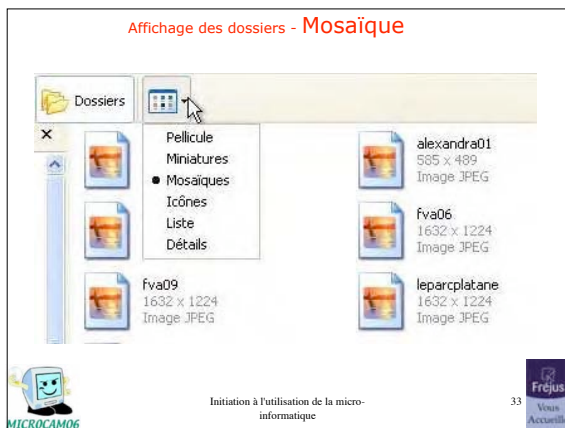 Affichage des dossiers - Mosaïque
Dossiers
Pellicule
Miniatures
Mosaïques
Icônes
Liste
Détails
alexandra01
585 x 489
Image JPEG
fva06
1632 x 1224
Image JPEG
fva09
1632 x 1224
Image JPEG
leparcplatane
1632 x 1224
Image JPEG
MICROCAM06
Initiation à l'utilisation de la micro-
informatique
33
Fréjus
Vous
Accueille